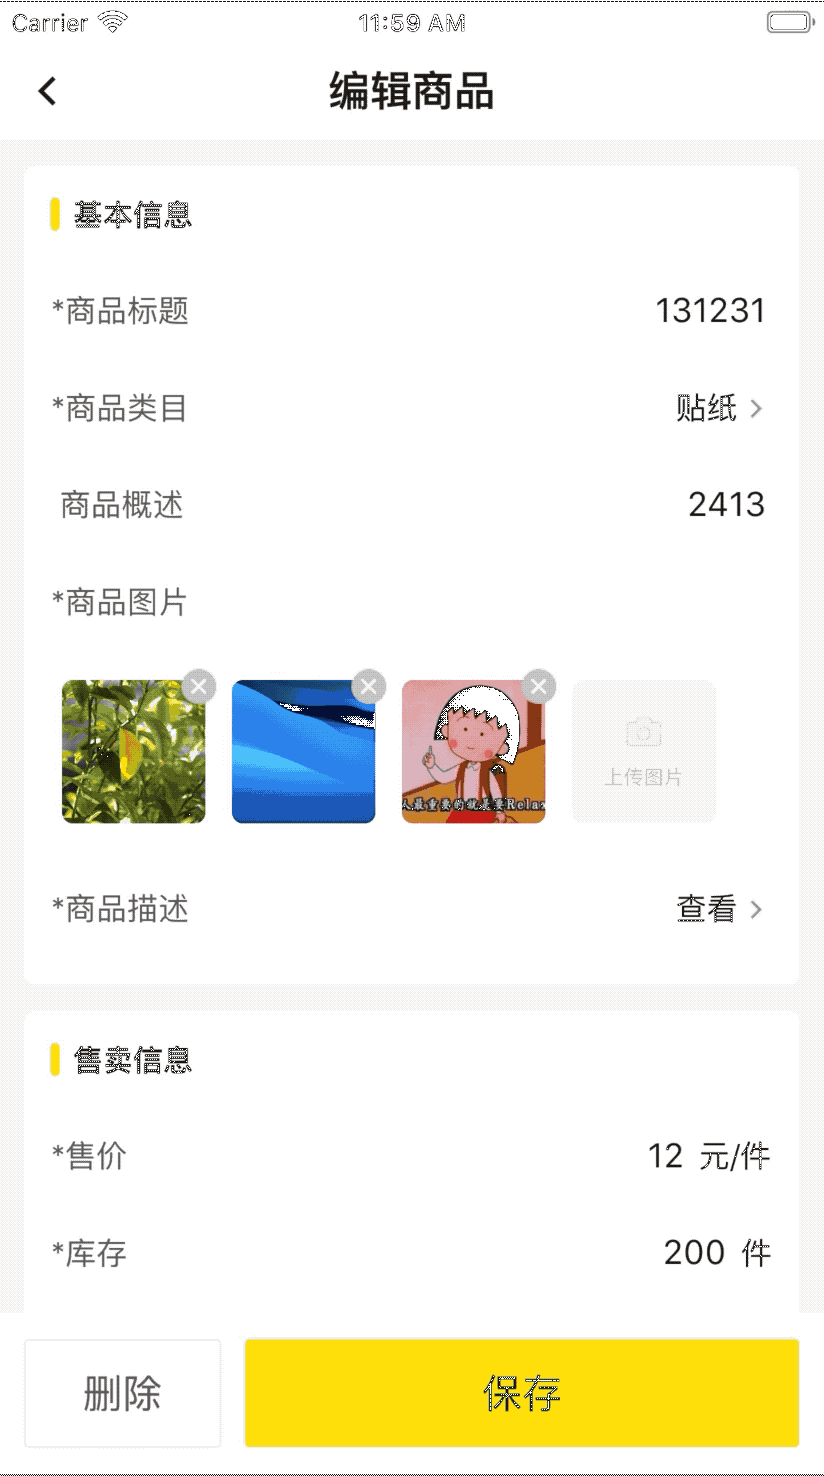 Carrier 11:59 AM
编辑商品
基本信息
*商品标题 131231
*商品类目 贴纸
商品概述 2413
*商品图片
人最重要的就是要Relax
上传图片
*商品描述 查看
售卖信息
*售价 12 元/件
*库存 200 件
删除 保存